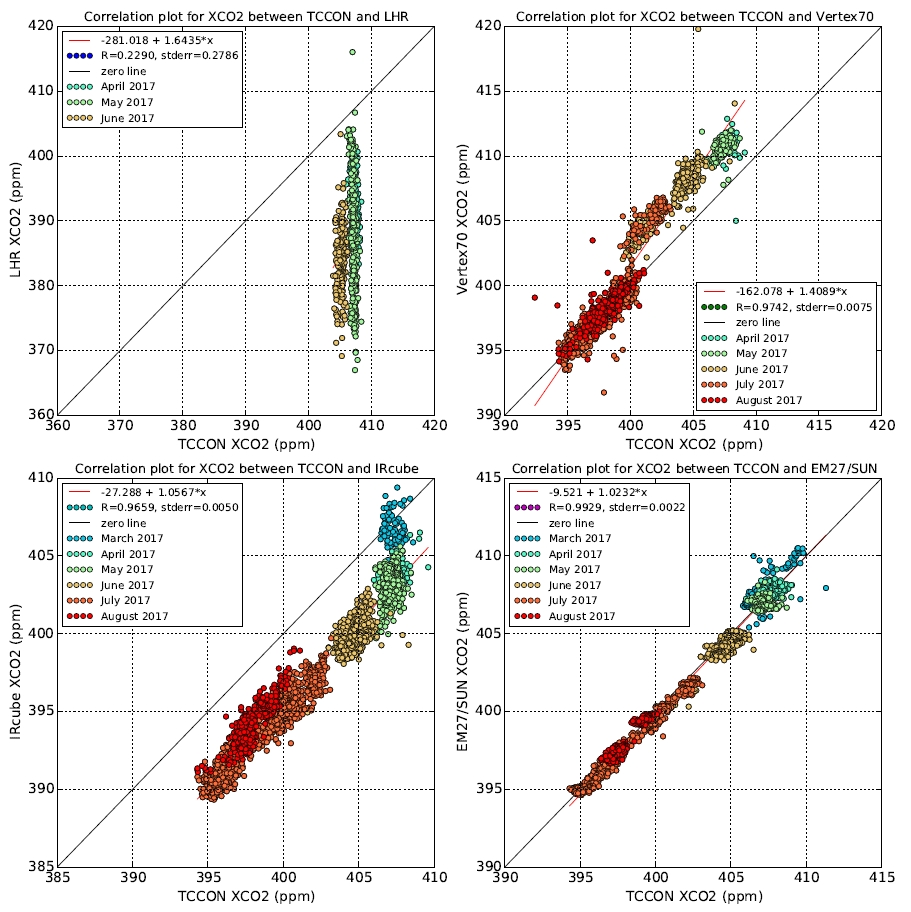 Correlation plot for XCO2 between TCCON and LHR
420
410
400
390
380
370
360
360 370 380 390 400 410 420
LHR XCO2 (ppm)
TCCON XCO2 (ppm)
-281.018 + 1.6435*x
R=0.2290, stderr=0.2786
zero line
April 2017
May 2017
June 2017
Correlation plot for XCO2 between TCCON and Vertex70
420
415
410
405
400
395
390
390 395 400 405 410 415 420
Vertex70 XCO2 (ppm)
TCCON XCO2 (ppm)
-162.078 + 1.4089*x
R=0.9742, stderr=0.0075
zero line
April 2017
May 2017
June 2017
July 2017
August 2017
Correlation plot for XCO2 between TCCON and IRcube
410
405
400
395
390
385
385 390 395 400 405 410
IRcube XCO2 (ppm)
TCCON XCO2 (ppm)
-27.288 + 1.0567*x
R=0.9659, stderr=0.0050
zero line
March 2017
April 2017
May 2017
June 2017
July 2017
August 2017
Correlation plot for XCO2 between TCCON and EM27/SUN
415
410
405
400
395
390
390 395 400 405 410 415
EM27/SUN XCO2 (ppm)
TCCON XCO2 (ppm)
-9.521 + 1.0232*x
R=0.9929, stderr=0.0022
zero line
March 2017
April 2017
May 2017
June 2017
July 2017
August 2017